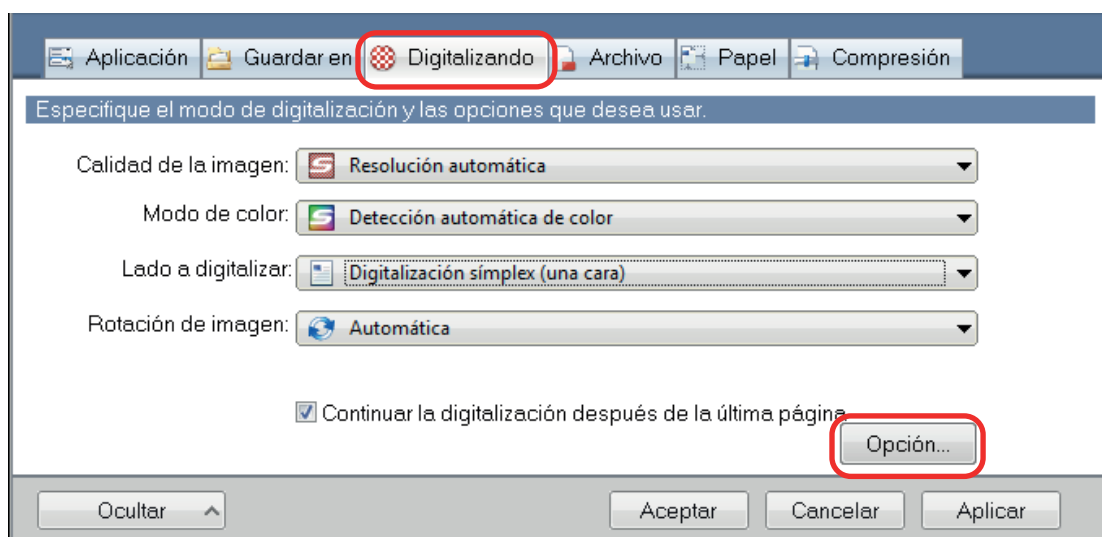 Aplicación Guardar en Digitalizando Archivo Papel Compresión
Especifique el modo de digitalización y las opciones que desea usar.
Calidad de la imagen: Resolución automática
Modo de color: Detección automática de color
Lado a digitalizar: Digitalización símplex (una cara)
Rotación de imagen: Automática
Continuar la digitalización después de la última página
Opción...
Ocultar Aceptar Cancelar Aplicar